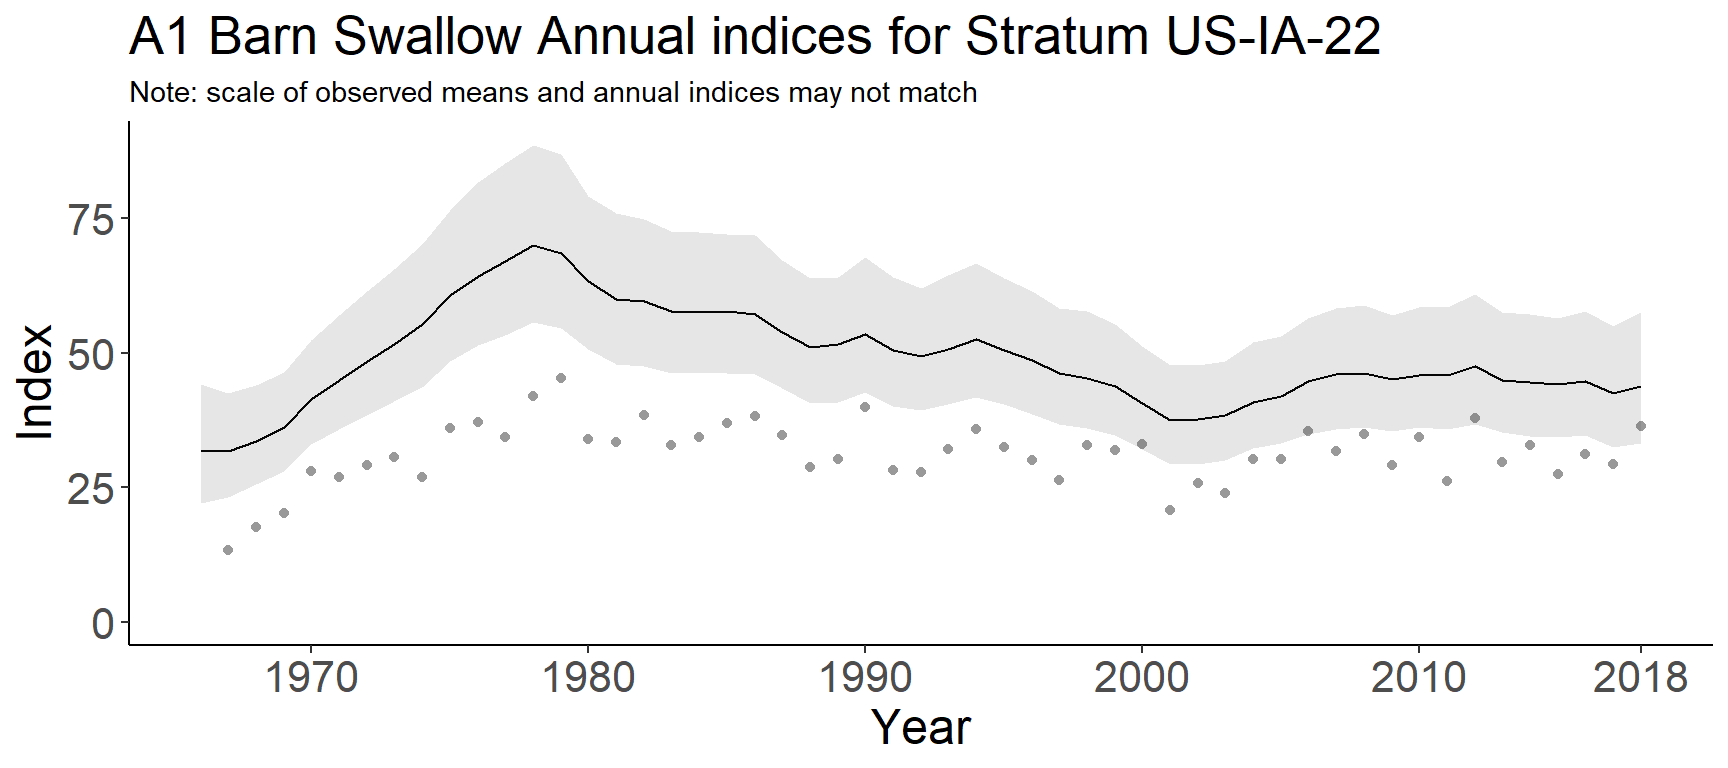 A1 Barn Swallow Annual indices for Stratum US-IA-22
Note: scale of observed means and annual indices may not match
75
50
25
0
Index
1970 1980 1990 2000 2010 2018
Year